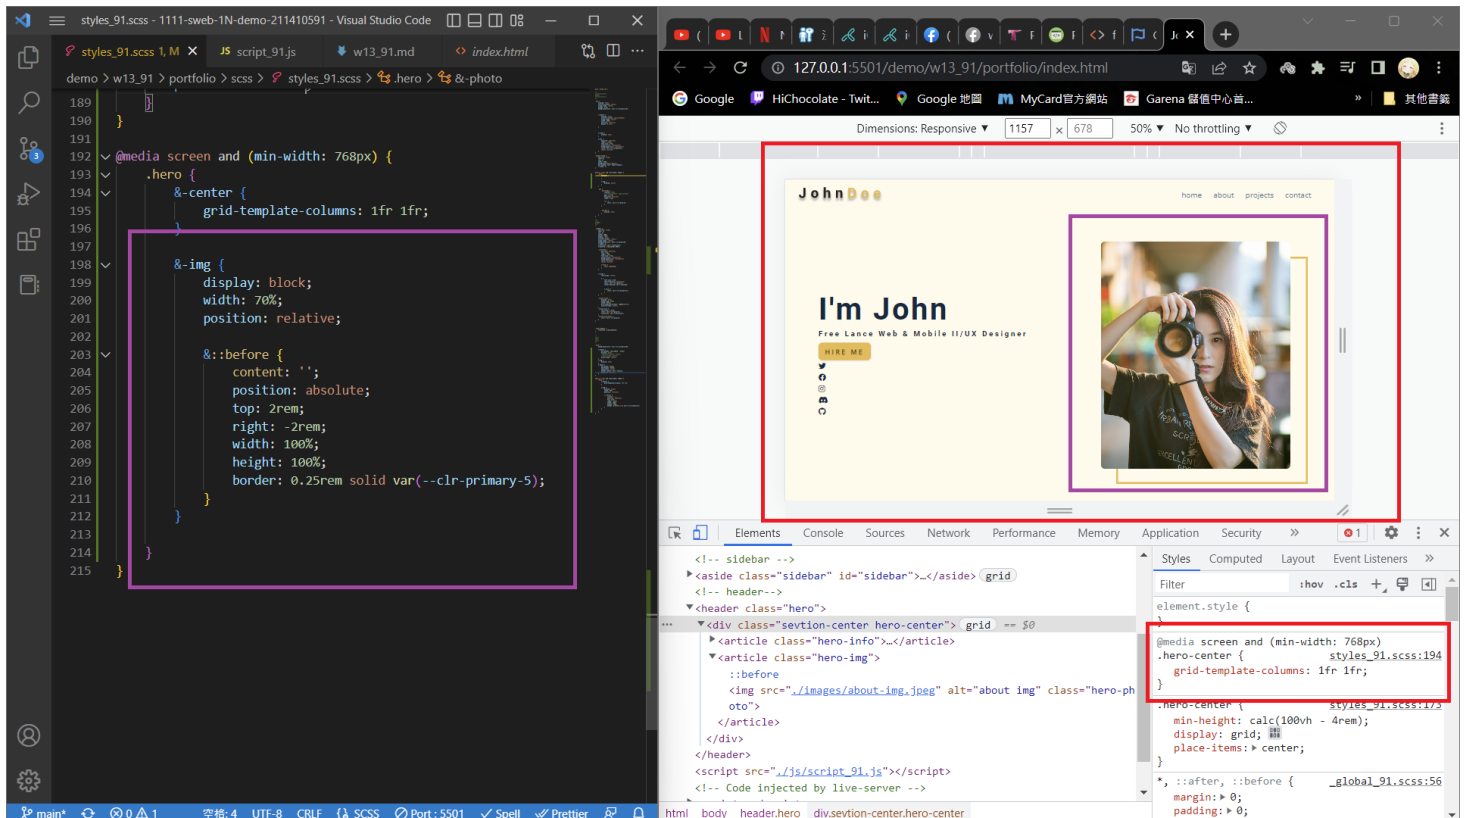 styles_91.scss - 1111-sweb-1N-demo-211410591 - Visual Studio Code
styles_91.scss 1, M
script_91.js
w13_91.md
index.html
demo > w13_91 > portfolio > scss > styles_91.scss > .hero > &-photo
189 }
190 }
191
192 @media screen and (min-width: 768px) {
193 .hero {
194 &-center {
195 grid-template-columns: 1fr 1fr;
196 }
197
198 &-img {
199 display: block;
200 width: 70%;
201 position: relative;
202
203 &::before {
204 content: '';
205 position: absolute;
206 top: 2rem;
207 right: -2rem;
208 width: 100%;
209 height: 100%;
210 border: 0.25rem solid var(--clr-primary-5);
211 }
212 }
213
214 }
215 }
3
main* 0 1 空格: 4 UTF-8 CRLF {} SCSS Port : 5501 Spell Prettier
127.0.0.1:5501/demo/w13_91/portfolio/index.html
Google HiChocolate - Twit... Google 地圖 MyCard官方網站 Garena 儲值中心首... » 其他書籤
Dimensions: Responsive ▼ 1157 × 678 50% ▼ No throttling ▼
JohnDoe
home about projects contact
I'm John
Free Lance Web & Mobile II/UX Designer
HIRE ME
Elements Console Sources Network Performance Memory Application Security » 1
<!-- sidebar -->
<aside class="sidebar" id="sidebar">…</aside> grid
<!-- header-->
<header class="hero">
<div class="sevtion-center hero-center"> grid == $0
<article class="hero-info">…</article>
<article class="hero-img">
::before
<img src="./images/about-img.jpeg" alt="about img" class="hero-ph
oto">
</article>
</div>
</header>
<script src="./js/script_91.js"></script>
<!-- Code injected by live-server -->
html body header.hero div.sevtion-center.hero-center
Styles Computed Layout Event Listeners »
Filter :hov .cls +
element.style {
}
@media screen and (min-width: 768px)
.hero-center { styles_91.scss:194
grid-template-columns: 1fr 1fr;
}
.hero-center { styles_91.scss:173
min-height: calc(100vh - 4rem);
display: grid;
place-items: center;
}
*, ::after, ::before { _global_91.scss:56
margin: 0;
padding: 0;